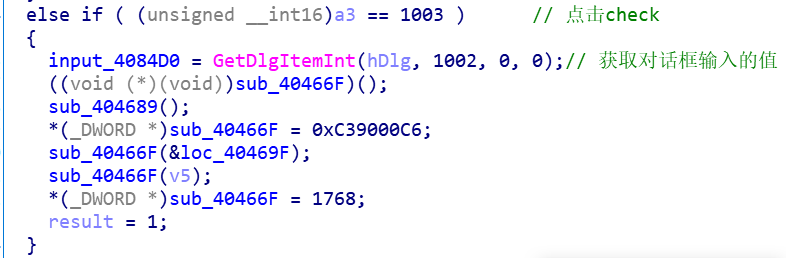 else if ( (unsigned __int16)a3 == 1003 ) // 点击check
{
input_4084D0 = GetDlgItemInt(hDlg, 1002, 0, 0);// 获取对话框输入的值
((void (*)(void))sub_40466F)();
sub_404689();
*(_DWORD *)sub_40466F = 0xC39000C6;
sub_40466F(&loc_40469F);
sub_40466F(v5);
*(_DWORD *)sub_40466F = 1768;
result = 1;
}